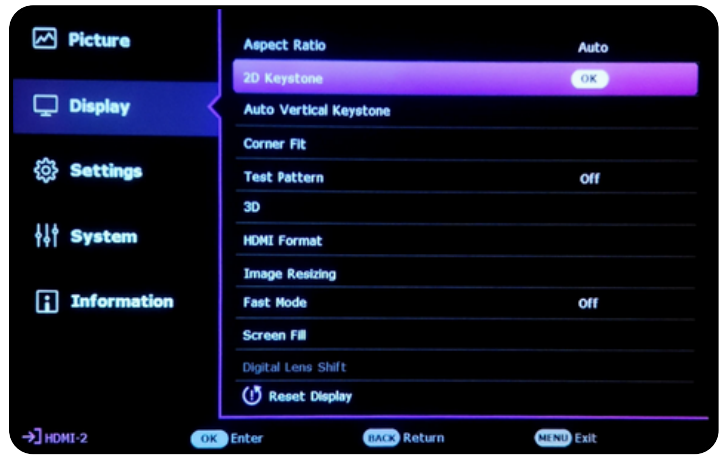 Picture
Display
Settings
System
Information
Aspect Ratio Auto
2D Keystone OK
Auto Vertical Keystone
Corner Fit
Test Pattern Off
3D
HDMI Format
Image Resizing
Fast Mode Off
Screen Fill
Digital Lens Shift
Reset Display
HDMI-2 OK Enter BACK Return MENU Exit